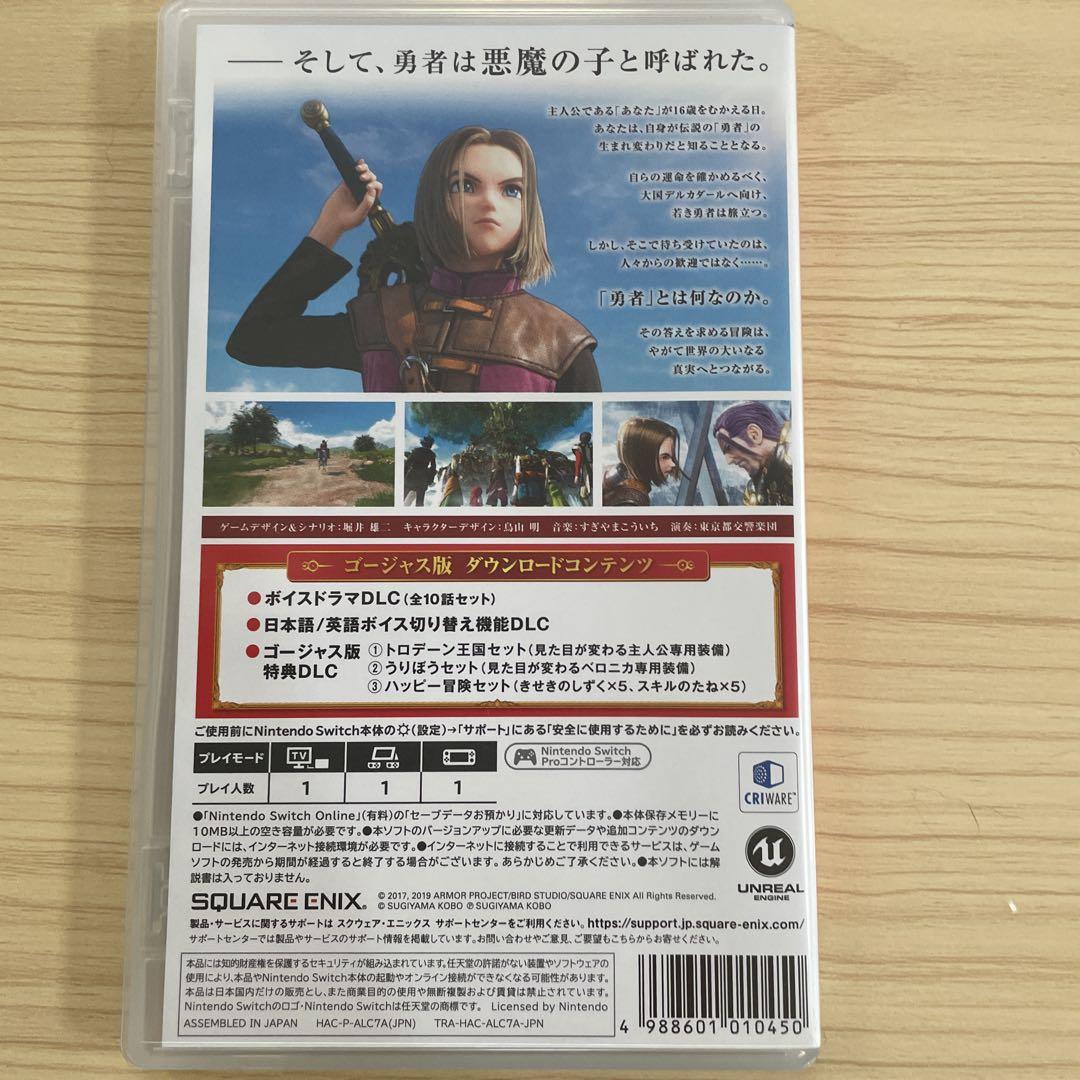 ── そして、勇者は悪魔の子と呼ばれた。
主人公である「あなた」が16歳をむかえる日。
あなたは、自身が伝説の「勇者」の
生まれ変わりだと知ることとなる。
自らの運命を確かめるべく、
大国デルカダールへ向け、
若き勇者は旅立つ。
しかし、そこで待ち受けていたのは、
人々からの歓迎ではなく……。
「勇者」とは何なのか。
その答えを求める冒険は、
やがて世界の大いなる
真実へとつながる。
ゲームデザイン&シナリオ:堀井 雄二 キャラクターデザイン:鳥山 明 音楽:すぎやまこういち 演奏:東京都交響楽団
ゴージャス版 ダウンロードコンテンツ
●ボイスドラマDLC(全10話セット)
●日本語/英語ボイス切り替え機能DLC
●ゴージャス版 ①トロデーン王国セット(見た目が変わる主人公専用装備)
特典DLC ②うりぼうセット(見た目が変わるベロニカ専用装備)
③ハッピー冒険セット(きせきのしずく×5、スキルのたね×5)
ご使用前にNintendo Switch本体の(設定)→「サポート」にある「安全に使用するために」を必ずお読みください。
プレイモード TV
Nintendo Switch
Proコントローラー対応
プレイ人数 1 1 1
CRIWARE™
●「Nintendo Switch Online」(有料)の「セーブデータお預かり」に対応しています。●本体保存メモリーに
10MB以上の空き容量が必要です。●本ソフトのバージョンアップに必要な更新データや追加コンテンツのダウン
ロードには、インターネット接続環境が必要です。●インターネットに接続することで利用できるサービスは、ゲーム
ソフトの発売から期間が経過すると終了する場合がございます。あらかじめご了承ください。●本ソフトには解
説書は入っておりません。
UNREAL
ENGINE
SQUARE ENIX.
© 2017, 2019 ARMOR PROJECT/BIRD STUDIO/SQUARE ENIX All Rights Reserved.
© SUGIYAMA KOBO ℗ SUGIYAMA KOBO
製品・サービスに関するサポートは スクウェア・エニックス サポートセンターをご利用ください。https://support.jp.square-enix.com/
サポートセンターでは製品やサービスのサポート情報を掲載しています。お問い合わせやご意見、ご要望もこちらからお寄せください。
本品には知的財産権を保護するセキュリティが組み込まれています。任天堂の許諾がない装置やソフトウェアの
使用により、本品やNintendo Switch本体の起動やオンライン接続ができなくなる可能性があります。
本品は日本国内だけの販売とし、また商業目的の使用や無断複製および賃貸は禁止されています。
Nintendo Switchのロゴ・Nintendo Switchは任天堂の商標です。 Licensed by Nintendo
ASSEMBLED IN JAPAN HAC-P-ALC7A(JPN) TRA-HAC-ALC7A-JPN
4 988601 010450